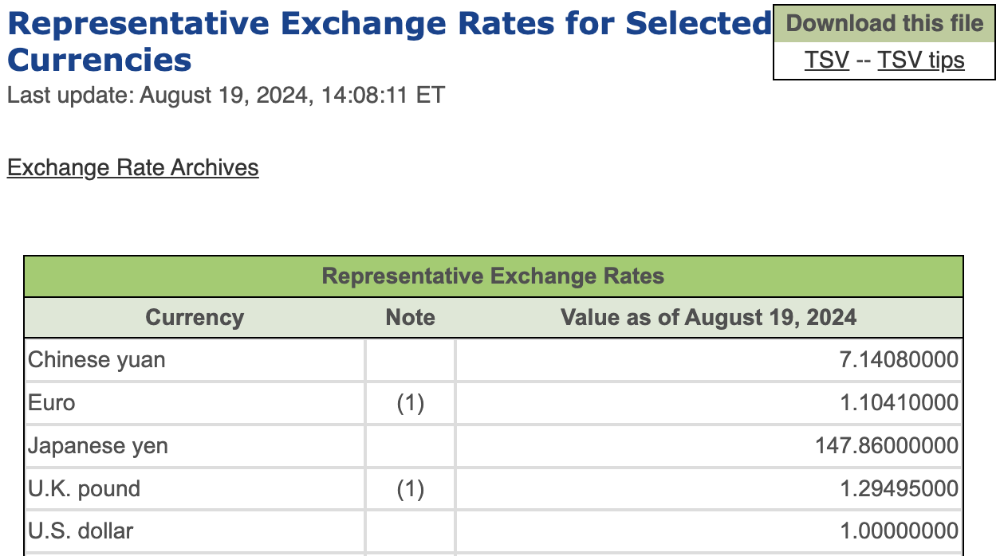 Representative Exchange Rates for Selected
Currencies
Download this file
TSV -- TSV tips
Last update: August 19, 2024, 14:08:11 ET
Exchange Rate Archives
Representative Exchange Rates
Currency Note Value as of August 19, 2024
Chinese yuan 7.14080000
Euro (1) 1.10410000
Japanese yen 147.86000000
U.K. pound (1) 1.29495000
U.S. dollar 1.00000000